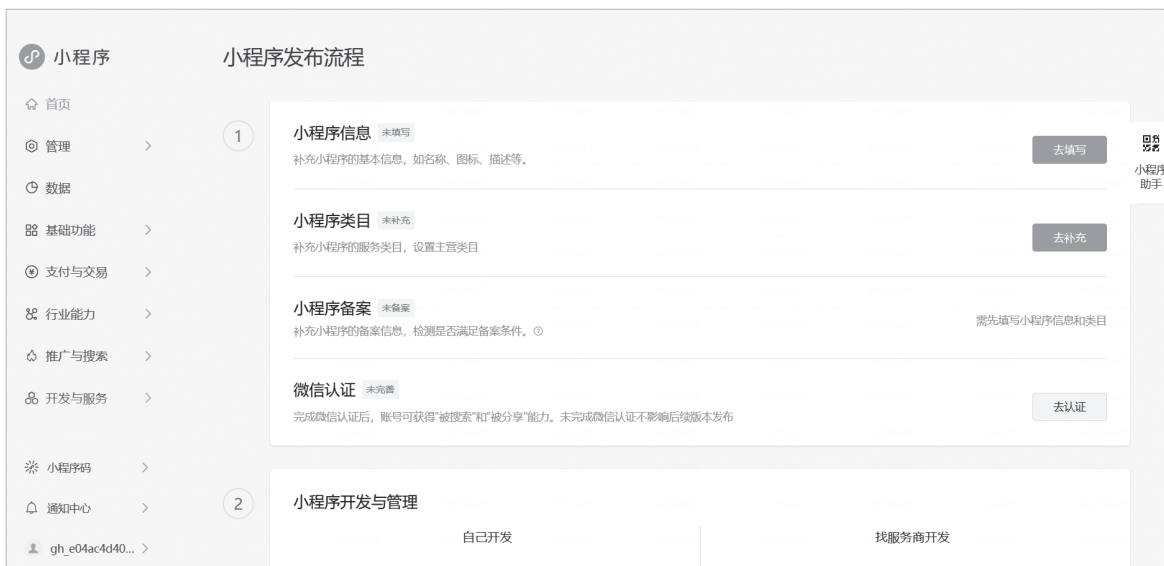 小程序
首页
管理
数据
基础功能
支付与交易
行业能力
推广与搜索
开发与服务
小程序码
通知中心
gh_e04ac4d40...
小程序发布流程
1
小程序信息 未填写
补充小程序的基本信息，如名称、图标、描述等。
去填写
小程序类目 未补充
补充小程序的服务类目，设置主营类目
去补充
小程序备案 未备案
补充小程序的备案信息，检测是否满足备案条件。
需先填写小程序信息和类目
微信认证 未完善
完成微信认证后，账号可获得"被搜索"和"被分享"能力。未完成微信认证不影响后续版本发布
去认证
2
小程序开发与管理
自己开发
找服务商开发
小程序
助手